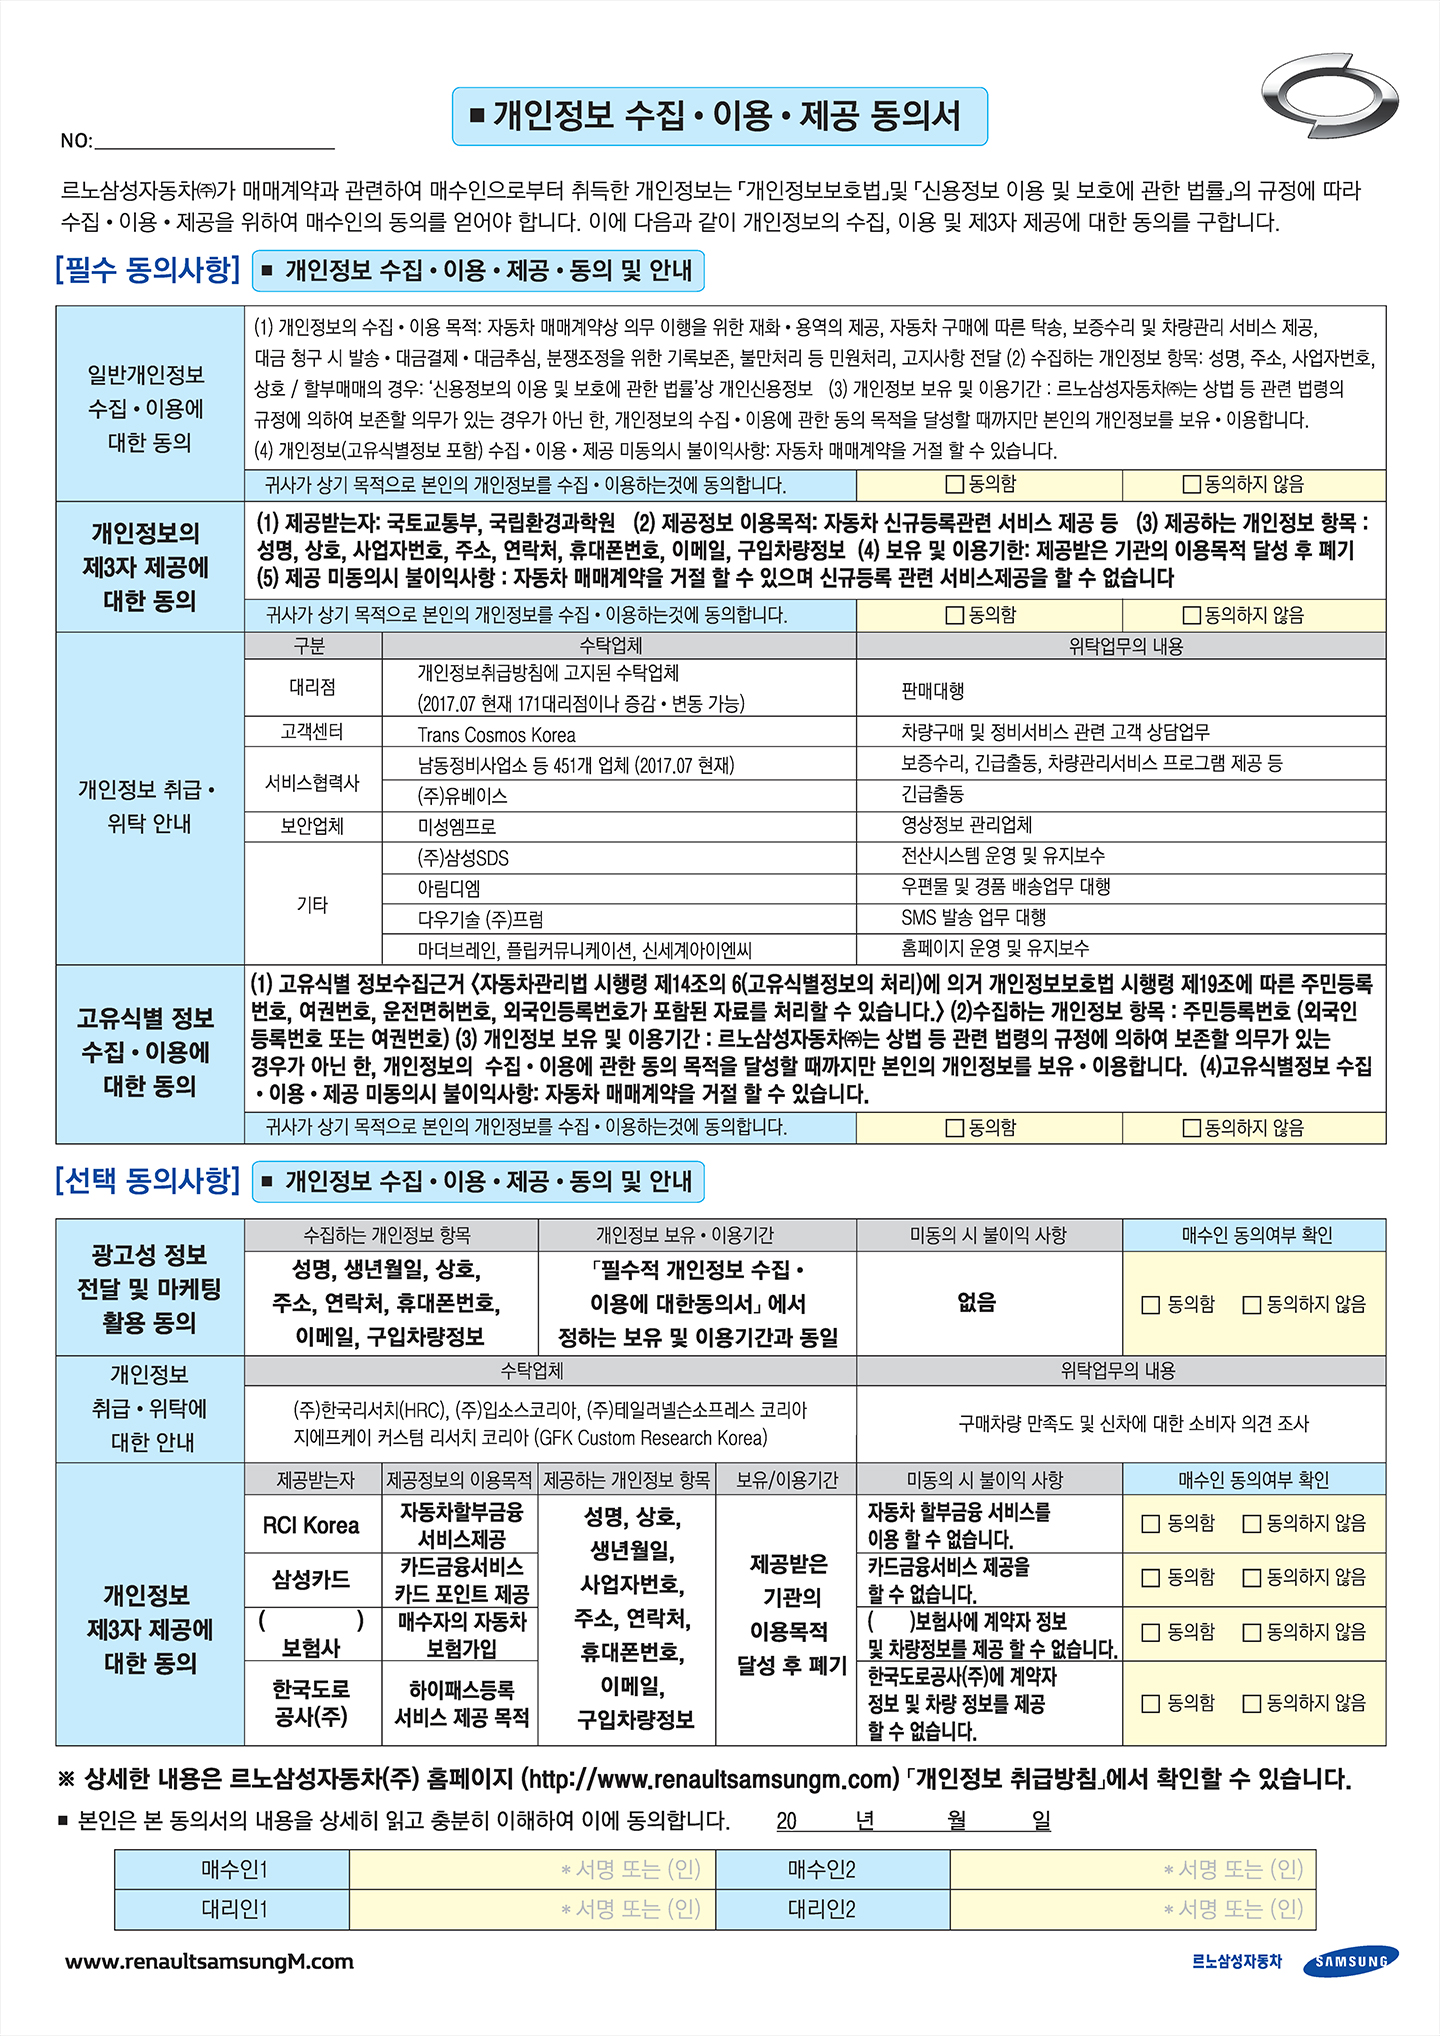 ■ 개인정보 수집 • 이용 • 제공 동의서
NO:
르노삼성자동차㈜가 매매계약과 관련하여 매수인으로부터 취득한 개인정보는「개인정보보호법」및「신용정보 이용 및 보호에 관한 법률」의 규정에 따라
수집 • 이용 • 제공을 위하여 매수인의 동의를 얻어야 합니다. 이에 다음과 같이 개인정보의 수집, 이용 및 제3자 제공에 대한 동의를 구합니다.
[필수 동의사항] ■ 개인정보 수집 • 이용 • 제공 • 동의 및 안내
일반개인정보
수집 • 이용에
대한 동의
(1) 개인정보의 수집 • 이용 목적: 자동차 매매계약상 의무 이행을 위한 재화 • 용역의 제공, 자동차 구매에 따른 탁송, 보증수리 및 차량관리 서비스 제공,
대금 청구 시 발송 • 대금결제 • 대금추심, 분쟁조정을 위한 기록보존, 불만처리 등 민원처리, 고지사항 전달 (2) 수집하는 개인정보 항목: 성명, 주소, 사업자번호,
상호 / 할부매매의 경우: ‘신용정보의 이용 및 보호에 관한 법률’상 개인신용정보 (3) 개인정보 보유 및 이용기간 : 르노삼성자동차㈜는 상법 등 관련 법령의
규정에 의하여 보존할 의무가 있는 경우가 아닌 한, 개인정보의 수집 • 이용에 관한 동의 목적을 달성할 때까지만 본인의 개인정보를 보유 • 이용합니다.
(4) 개인정보(고유식별정보 포함) 수집 • 이용 • 제공 미동의시 불이익사항: 자동차 매매계약을 거절 할 수 있습니다.
귀사가 상기 목적으로 본인의 개인정보를 수집 • 이용하는것에 동의합니다. □ 동의함 □ 동의하지 않음
개인정보의
제3자 제공에
대한 동의
(1) 제공받는자: 국토교통부, 국립환경과학원 (2) 제공정보 이용목적: 자동차 신규등록관련 서비스 제공 등 (3) 제공하는 개인정보 항목 :
성명, 상호, 사업자번호, 주소, 연락처, 휴대폰번호, 이메일, 구입차량정보 (4) 보유 및 이용기한: 제공받은 기관의 이용목적 달성 후 폐기
(5) 제공 미동의시 불이익사항 : 자동차 매매계약을 거절 할 수 있으며 신규등록 관련 서비스제공을 할 수 없습니다
귀사가 상기 목적으로 본인의 개인정보를 수집 • 이용하는것에 동의합니다. □ 동의함 □ 동의하지 않음
개인정보 취급 •
위탁 안내
구분 수탁업체 위탁업무의 내용
대리점 개인정보취급방침에 고지된 수탁업체
(2017.07 현재 171대리점이나 증감 • 변동 가능) 판매대행
고객센터 Trans Cosmos Korea 차량구매 및 정비서비스 관련 고객 상담업무
서비스협력사 남동정비사업소 등 451개 업체 (2017.07 현재) 보증수리, 긴급출동, 차량관리서비스 프로그램 제공 등
(주)유베이스 긴급출동
보안업체 미성엠프로 영상정보 관리업체
기타 (주)삼성SDS 전산시스템 운영 및 유지보수
아림디엠 우편물 및 경품 배송업무 대행
다우기술 (주)프럼 SMS 발송 업무 대행
마더브레인, 플립커뮤니케이션, 신세계아이엔씨 홈페이지 운영 및 유지보수
고유식별 정보
수집 • 이용에
대한 동의
(1) 고유식별 정보수집근거 〈자동차관리법 시행령 제14조의 6(고유식별정보의 처리)에 의거 개인정보보호법 시행령 제19조에 따른 주민등록
번호, 여권번호, 운전면허번호, 외국인등록번호가 포함된 자료를 처리할 수 있습니다.〉 (2)수집하는 개인정보 항목 : 주민등록번호 (외국인
등록번호 또는 여권번호) (3) 개인정보 보유 및 이용기간 : 르노삼성자동차㈜는 상법 등 관련 법령의 규정에 의하여 보존할 의무가 있는
경우가 아닌 한, 개인정보의 수집 • 이용에 관한 동의 목적을 달성할 때까지만 본인의 개인정보를 보유 • 이용합니다. (4)고유식별정보 수집
• 이용 • 제공 미동의시 불이익사항: 자동차 매매계약을 거절 할 수 있습니다.
귀사가 상기 목적으로 본인의 개인정보를 수집 • 이용하는것에 동의합니다. □ 동의함 □ 동의하지 않음
[선택 동의사항] ■ 개인정보 수집 • 이용 • 제공 • 동의 및 안내
광고성 정보
전달 및 마케팅
활용 동의
수집하는 개인정보 항목 개인정보 보유 • 이용기간 미동의 시 불이익 사항 매수인 동의여부 확인
성명, 생년월일, 상호,
주소, 연락처, 휴대폰번호,
이메일, 구입차량정보
「필수적 개인정보 수집 •
이용에 대한동의서」에서
정하는 보유 및 이용기간과 동일
없음
□ 동의함 □ 동의하지 않음
개인정보
취급 • 위탁에
대한 안내
수탁업체 위탁업무의 내용
(주)한국리서치(HRC), (주)입소스코리아, (주)테일러넬슨소프레스 코리아
지에프케이 커스텀 리서치 코리아 (GFK Custom Research Korea)
구매차량 만족도 및 신차에 대한 소비자 의견 조사
개인정보
제3자 제공에
대한 동의
제공받는자 제공정보의 이용목적 제공하는 개인정보 항목 보유/이용기간 미동의 시 불이익 사항 매수인 동의여부 확인
RCI Korea
자동차할부금융
서비스제공
성명, 상호,
생년월일,
사업자번호,
주소, 연락처,
휴대폰번호,
이메일,
구입차량정보
제공받은
기관의
이용목적
달성 후 폐기
자동차 할부금융 서비스를
이용 할 수 없습니다.
□ 동의함 □ 동의하지 않음
삼성카드
카드금융서비스
카드 포인트 제공
카드금융서비스 제공을
할 수 없습니다.
□ 동의함 □ 동의하지 않음
( )
보험사
매수자의 자동차
보험가입
( )보험사에 계약자 정보
및 차량정보를 제공 할 수 없습니다.
□ 동의함 □ 동의하지 않음
한국도로
공사(주)
하이패스등록
서비스 제공 목적
한국도로공사(주)에 계약자
정보 및 차량 정보를 제공
할 수 없습니다.
□ 동의함 □ 동의하지 않음
※ 상세한 내용은 르노삼성자동차(주) 홈페이지 (http://www.renaultsamsungm.com)「개인정보 취급방침」에서 확인할 수 있습니다.
■ 본인은 본 동의서의 내용을 상세히 읽고 충분히 이해하여 이에 동의합니다. 20 년 월 일
매수인1 * 서명 또는 (인) 매수인2 * 서명 또는 (인)
대리인1 * 서명 또는 (인) 대리인2 * 서명 또는 (인)
www.renaultsamsungM.com 르노삼성자동차 SAMSUNG